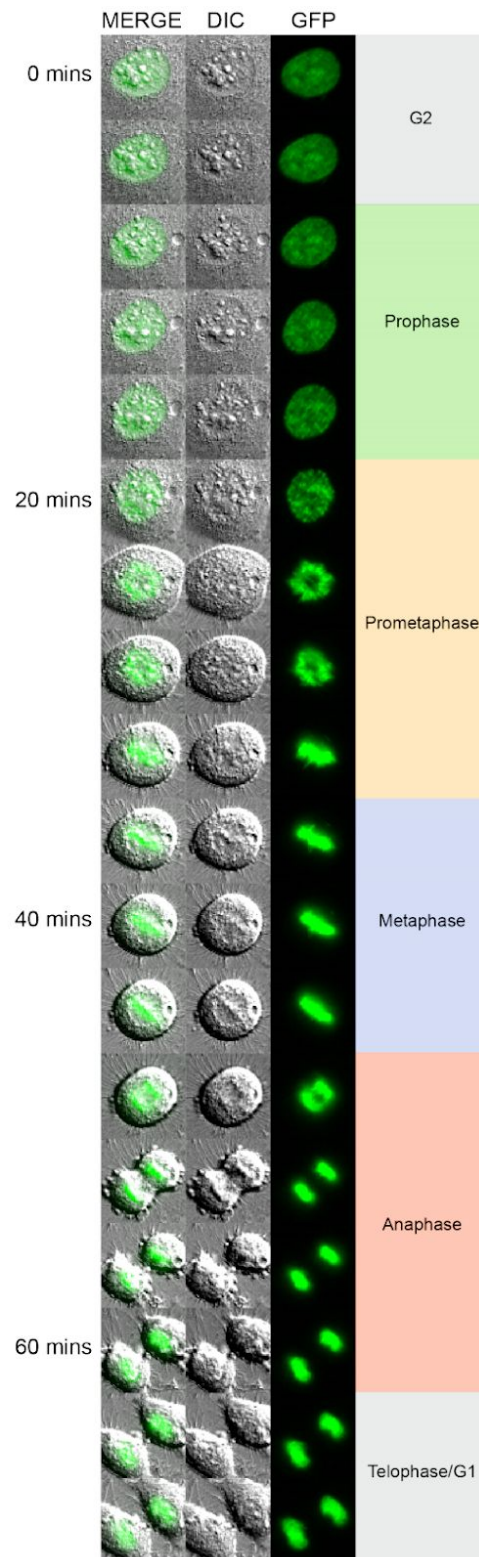 MERGE DIC GFP
0 mins
G2
Prophase
20 mins
Prometaphase
40 mins
Metaphase
Anaphase
60 mins
Telophase/G1